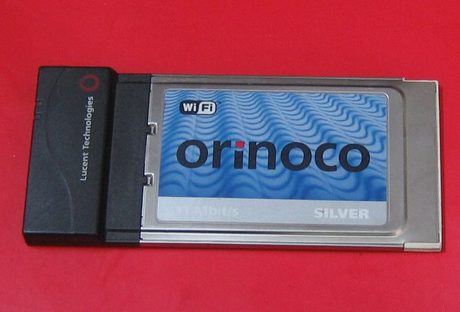 Lucent Technologies
Wi Fi
orinoco
11 Mbit/s
SILVER